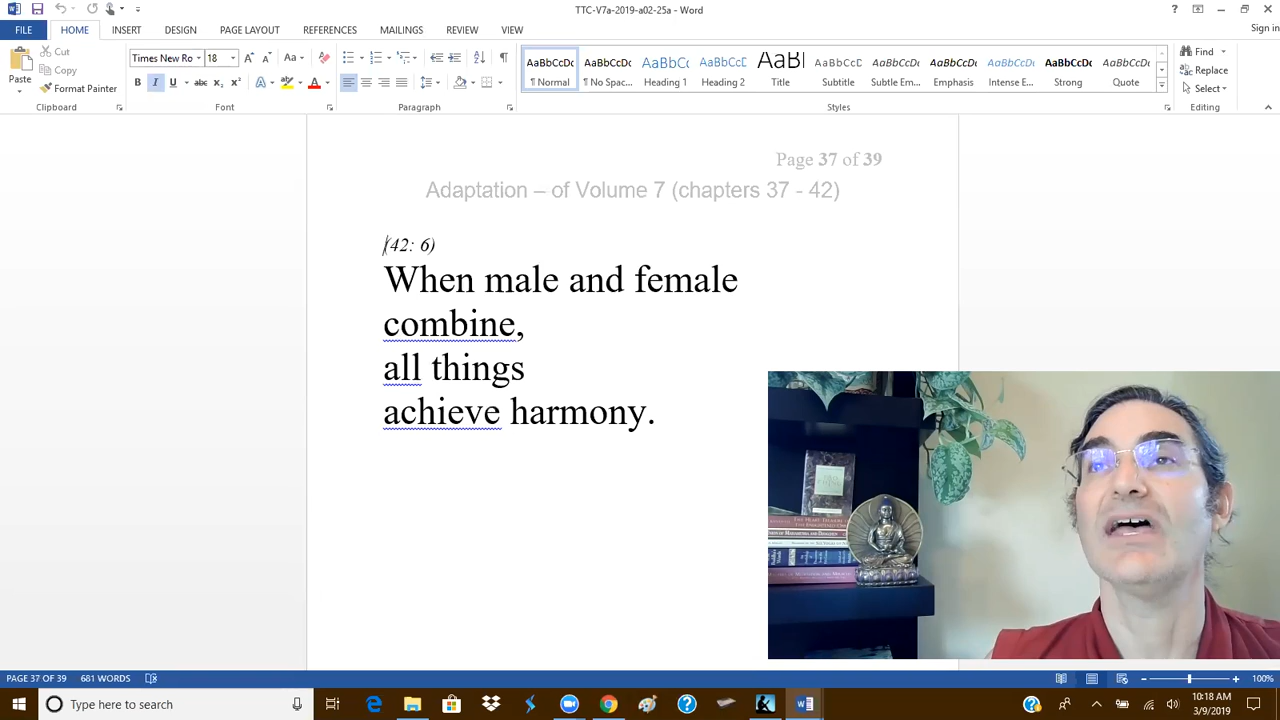 TTC-V7a-2019-a02-25a - Word
FILE HOME INSERT DESIGN PAGE LAYOUT REFERENCES MAILINGS REVIEW VIEW Sign in
Paste Cut
Copy
Format Painter
Times New Ro 18
Aa
B I U abc x₂ x² A A
AaBbCcDc AaBbCcDc AaBbCc AaBbCcDc AaBl AaBbCcDc AaBbCcDc AaBbCcDc AaBbCcDc AaBbCcDc AaBbCcDc
¶ Normal ¶ No Spac... Heading 1 Heading 2 Title Subtitle Subtle Em... Emphasis Intense E... Strong Quote
Find
Replace
Select
Clipboard Font Paragraph Styles Editing
Page 37 of 39
Adaptation – of Volume 7 (chapters 37 - 42)
(42: 6)
When male and female
combine,
all things
achieve harmony.
PAGE 37 OF 39 681 WORDS 100%
Type here to search
10:18 AM
3/9/2019